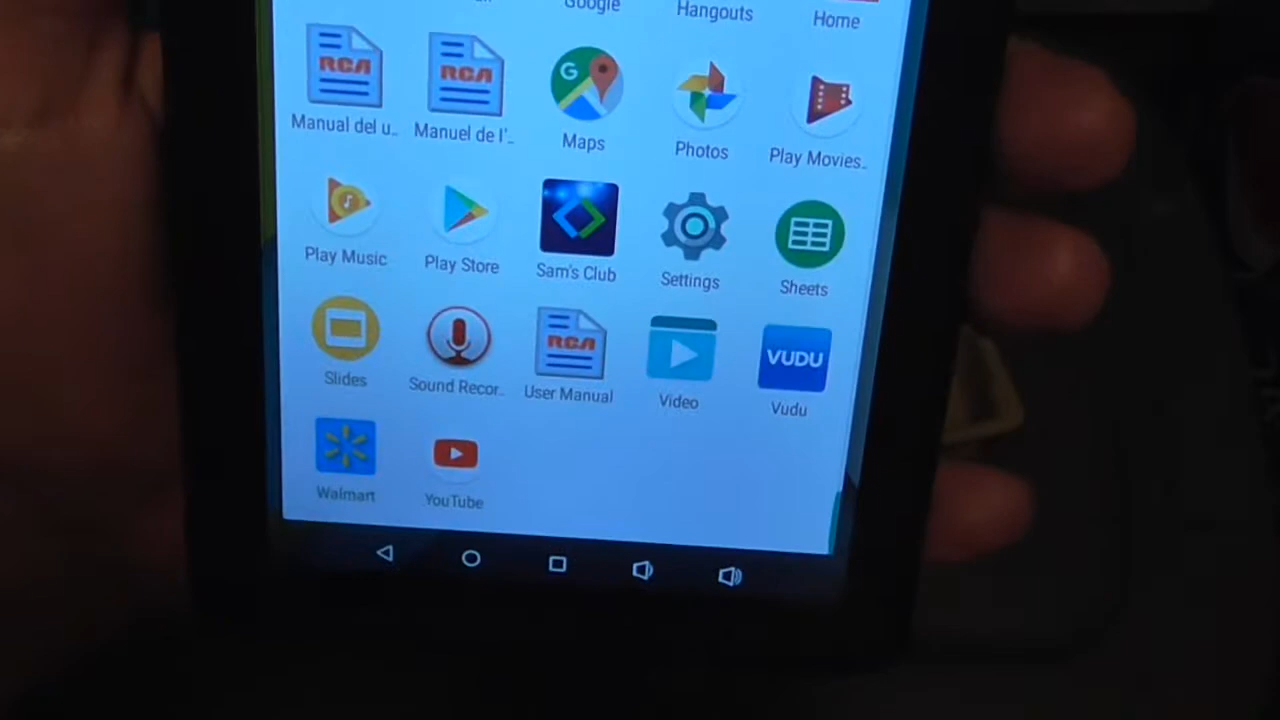 Google
Hangouts
Home
RCA
RCA
G
Manual del u..
Manuel de l'..
Maps
Photos
Play Movies..
Play Music
Play Store
Sam's Club
Settings
Sheets
RCA
VUDU
Slides
Sound Recor..
User Manual
Video
Vudu
Walmart
YouTube